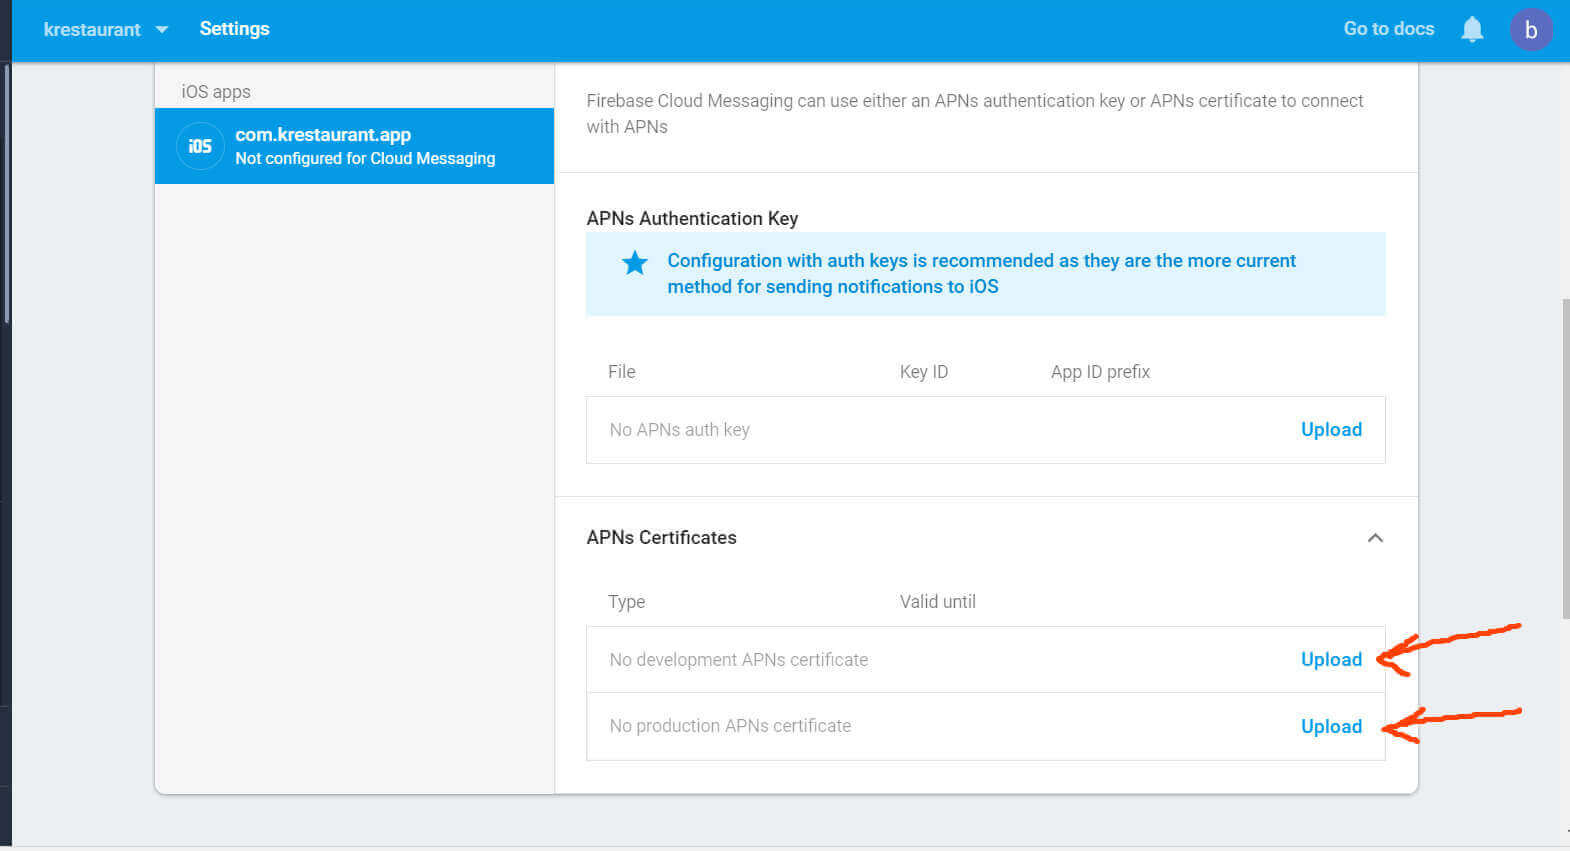 krestaurant Settings Go to docs b
iOS apps
iOS
com.krestaurant.app
Not configured for Cloud Messaging
Firebase Cloud Messaging can use either an APNs authentication key or APNs certificate to connect
with APNs
APNs Authentication Key
Configuration with auth keys is recommended as they are the more current
method for sending notifications to iOS
File Key ID App ID prefix
No APNs auth key Upload
APNs Certificates
Type Valid until
No development APNs certificate Upload
No production APNs certificate Upload